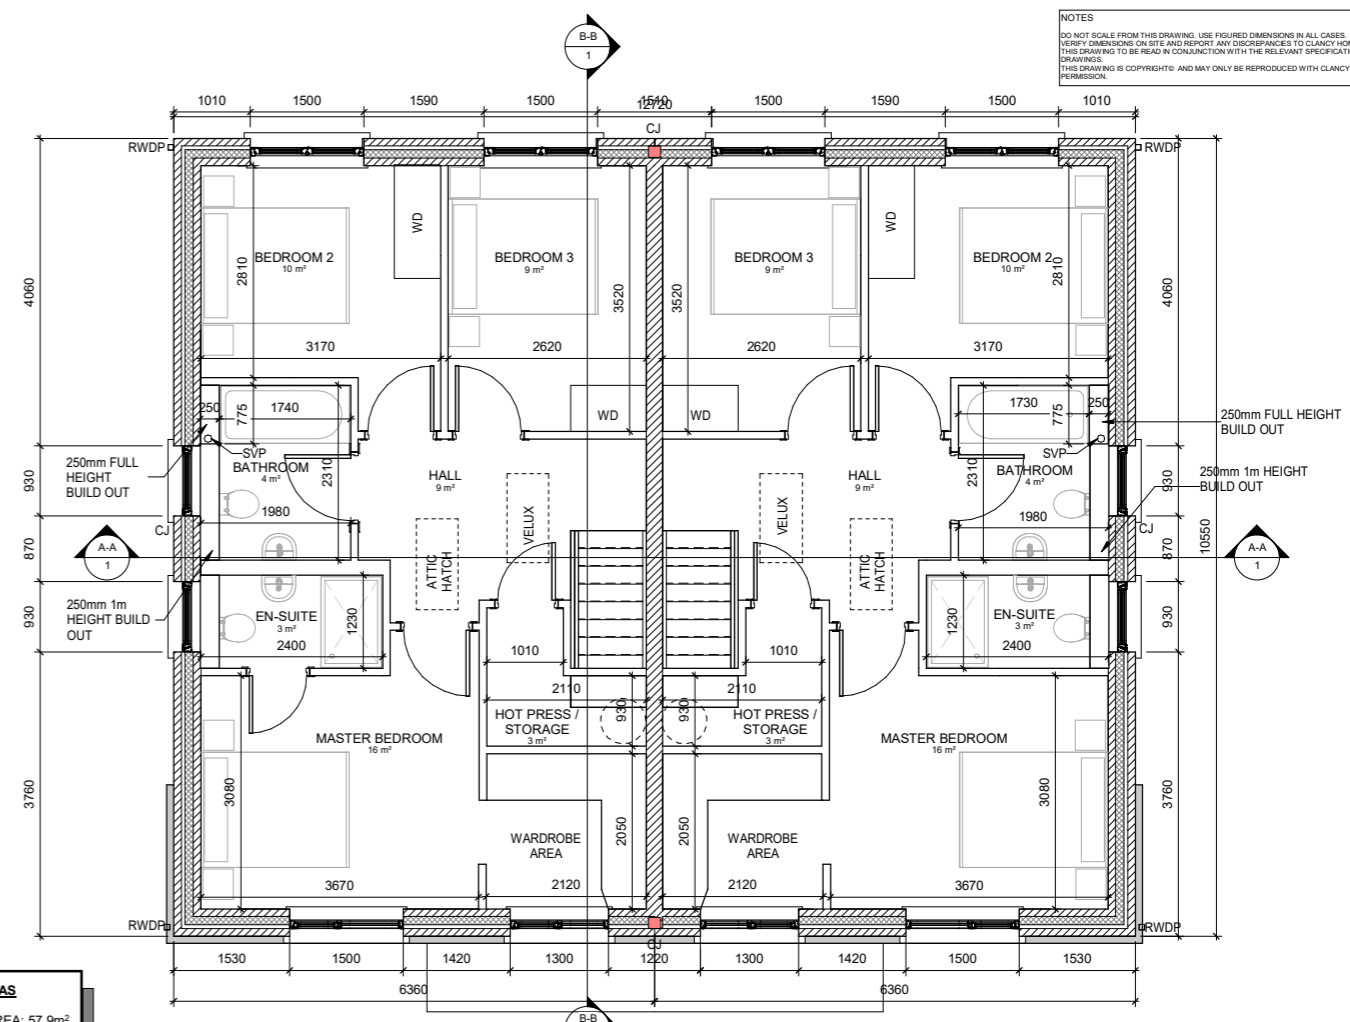 B-B
1
NOTES
DO NOT SCALE FROM THIS DRAWING. USE FIGURED DIMENSIONS IN ALL CASES.
VERIFY DIMENSIONS ON SITE AND REPORT ANY DISCREPANCIES TO CLANCY HO
THIS DRAWING TO BE READ IN CONJUNCTION WITH THE RELEVANT SPECIFICATI
DRAWINGS.
THIS DRAWING IS COPYRIGHT© AND MAY ONLY BE REPRODUCED WITH CLANCY
PERMISSION.
1010 1500 1590 1500 1510 1500 1590 1500 1010
12720
CJ
RWDP
RWDP
4060
4060
WD
WD
BEDROOM 2
10 m²
BEDROOM 3
9 m²
BEDROOM 3
9 m²
BEDROOM 2
10 m²
2810
3520
3520
2810
3170 2620 2620 3170
250 775 1740
WD WD
1730 775 250
250mm FULL HEIGHT
BUILD OUT
SVP
SVP
250mm FULL
HEIGHT
BUILD OUT
BATHROOM
4 m²
2310
HALL
9 m²
HALL
9 m²
2310
BATHROOM
4 m²
250mm 1m HEIGHT
BUILD OUT
930
930
VELUX
VELUX
1980
1980
CJ
CJ
A-A
1
870
870
10550
A-A
1
ATTIC
HATCH
ATTIC
HATCH
250mm 1m
HEIGHT BUILD
OUT
930
930
EN-SUITE
3 m²
1230
1230
EN-SUITE
3 m²
2400
2400
1010
1010
2110
2110
930
930
HOT PRESS /
STORAGE
3 m²
HOT PRESS /
STORAGE
3 m²
MASTER BEDROOM
16 m²
MASTER BEDROOM
16 m²
3760
3760
3080
3080
WARDROBE
AREA
2050
2050
WARDROBE
AREA
3670 2120 2120 3670
RWDP
RWDP
CJ
1530 1500 1420 1300 1220 1300 1420 1500 1530
6360 6360
AS
REA: 57.9m²
B-B